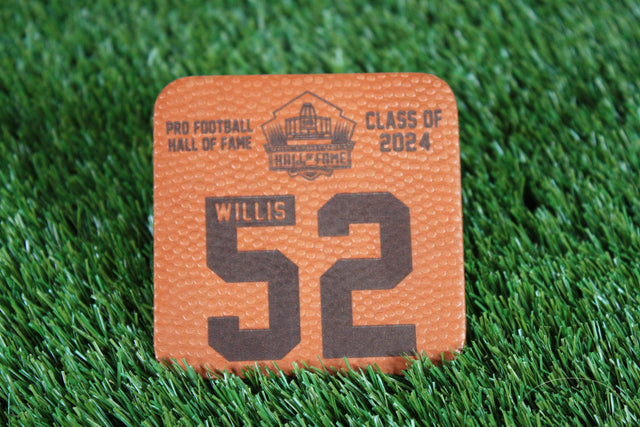 PRO FOOTBALL
HALL OF FAME
HALL OF FAME
CLASS OF
2024
WILLIS
52